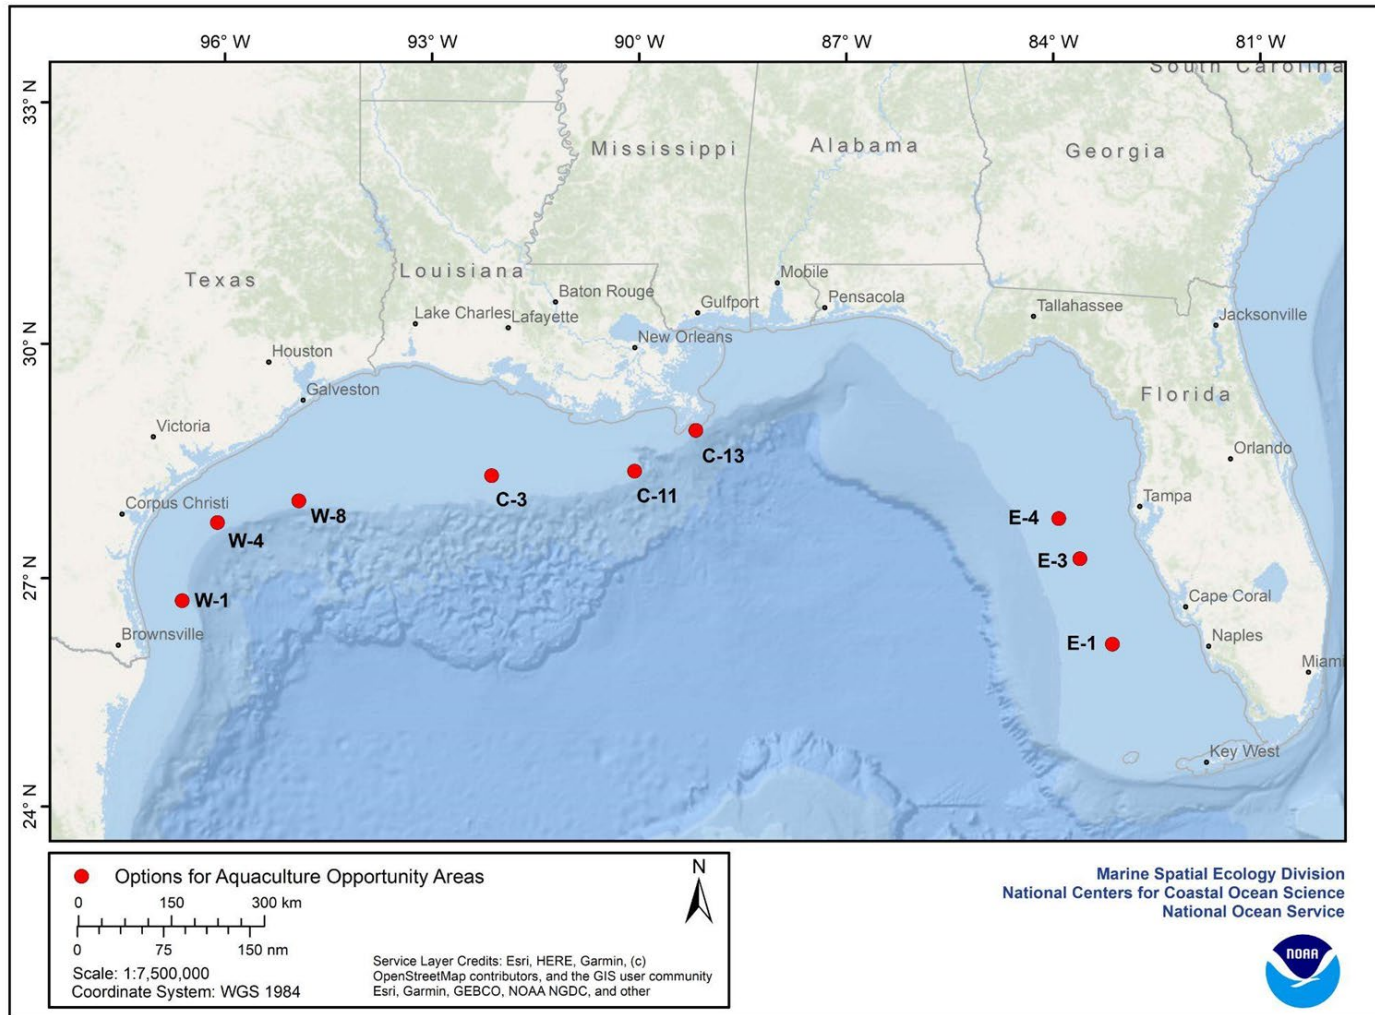 96° W
93° W
90° W
87° W
84° W
81° W
33° N
30° N
27° N
24° N
South Carolina
Mississippi
Alabama
Georgia
Texas
Louisiana
Mobile
Baton Rouge
Gulfport
Pensacola
Tallahassee
Lake Charles
Lafayette
Jacksonville
New Orleans
Houston
Galveston
Florida
Victoria
Orlando
C-13
Corpus Christi
C-3
C-11
Tampa
W-8
W-4
E-4
E-3
W-1
Cape Coral
Brownsville
E-1
Naples
Miami
Key West
Options for Aquaculture Opportunity Areas
0 150 300 km
0 75 150 nm
Scale: 1:7,500,000
Coordinate System: WGS 1984
N
Service Layer Credits: Esri, HERE, Garmin, (c)
OpenStreetMap contributors, and the GIS user community
Esri, Garmin, GEBCO, NOAA NGDC, and other
Marine Spatial Ecology Division
National Centers for Coastal Ocean Science
National Ocean Service
NOAA